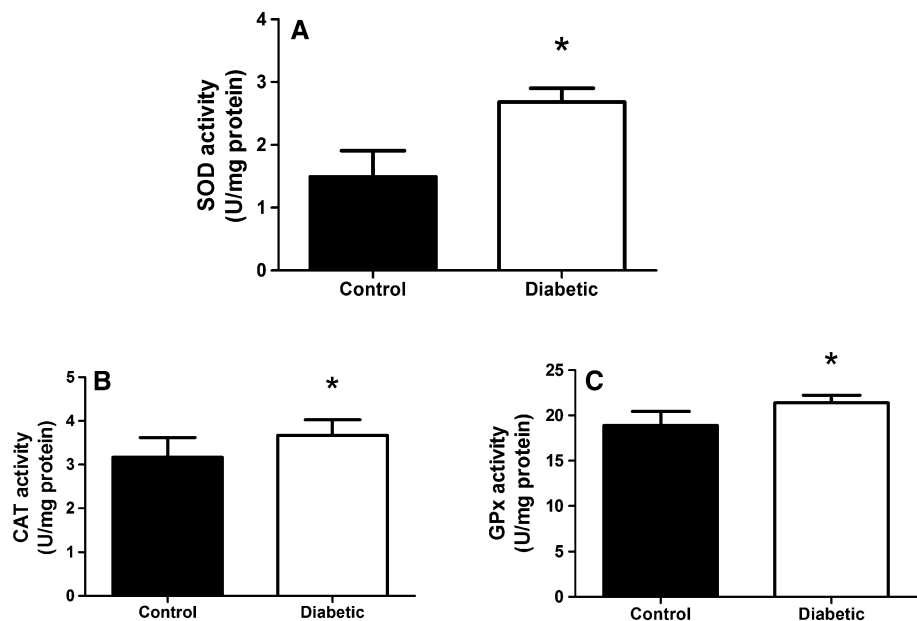 A
*
SOD activity
(U/mg protein)
4
3
2
1
0
Control Diabetic
B
*
CAT activity
(U/mg protein)
5
4
3
2
1
0
Control Diabetic
C
*
GPx activity
(U/mg protein)
25
20
15
10
5
0
Control Diabetic